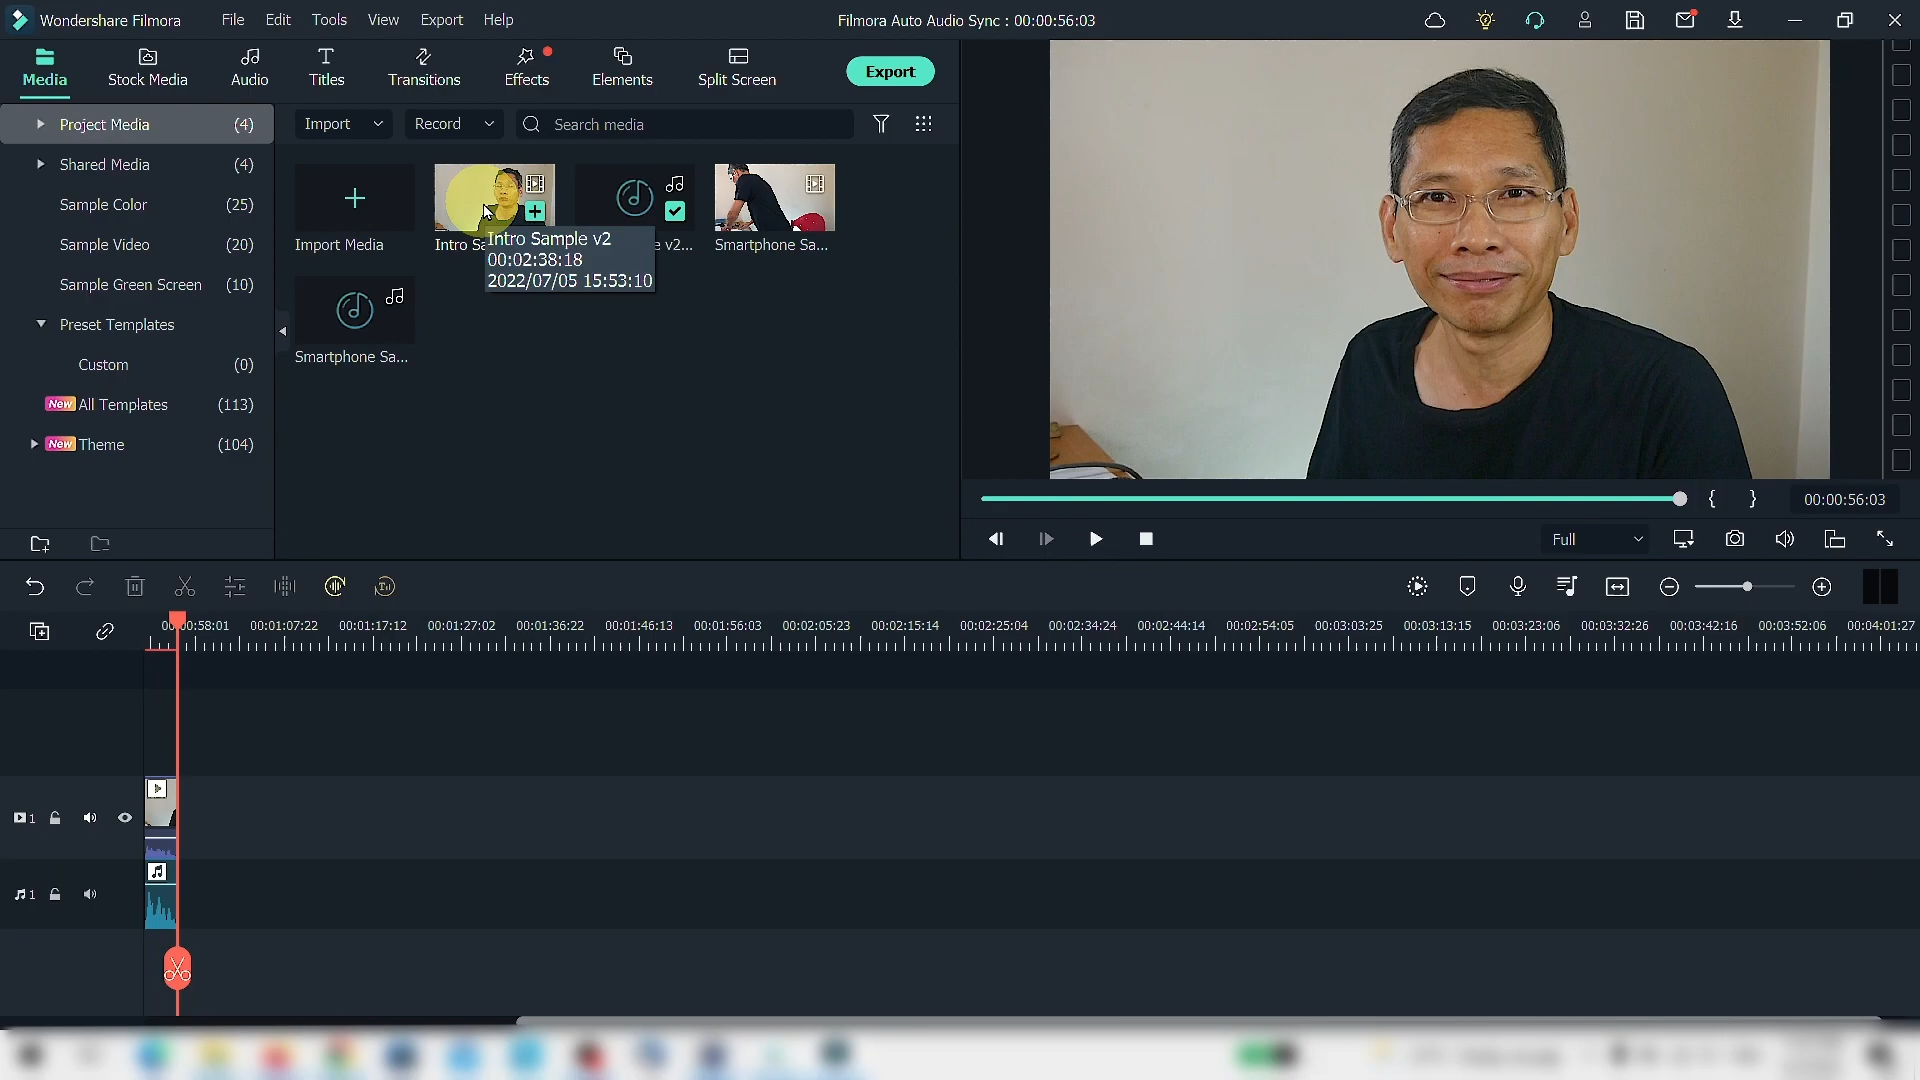 Wondershare Filmora
File Edit Tools View Export Help
Filmora Auto Audio Sync : 00:00:56:03
Media
Stock Media
Audio
Titles
Transitions
Effects
Elements
Split Screen
Export
Project Media (4)
Shared Media (4)
Sample Color (25)
Sample Video (20)
Sample Green Screen (10)
Preset Templates
Custom (0)
New All Templates (113)
New Theme (104)
Import
Record
Search media
Import Media
Intro Sa
e v2...
Smartphone Sa...
Intro Sample v2
00:02:38:18
2022/07/05 15:53:10
Smartphone Sa...
{ }
00:00:56:03
Full
00:00:58:01 00:01:07:22 00:01:17:12 00:01:27:02 00:01:36:22 00:01:46:13 00:01:56:03 00:02:05:23 00:02:15:14 00:02:25:04 00:02:34:24 00:02:44:14 00:02:54:05 00:03:03:25 00:03:13:15 00:03:23:06 00:03:32:26 00:03:42:16 00:03:52:06 00:04:01:27
1
1